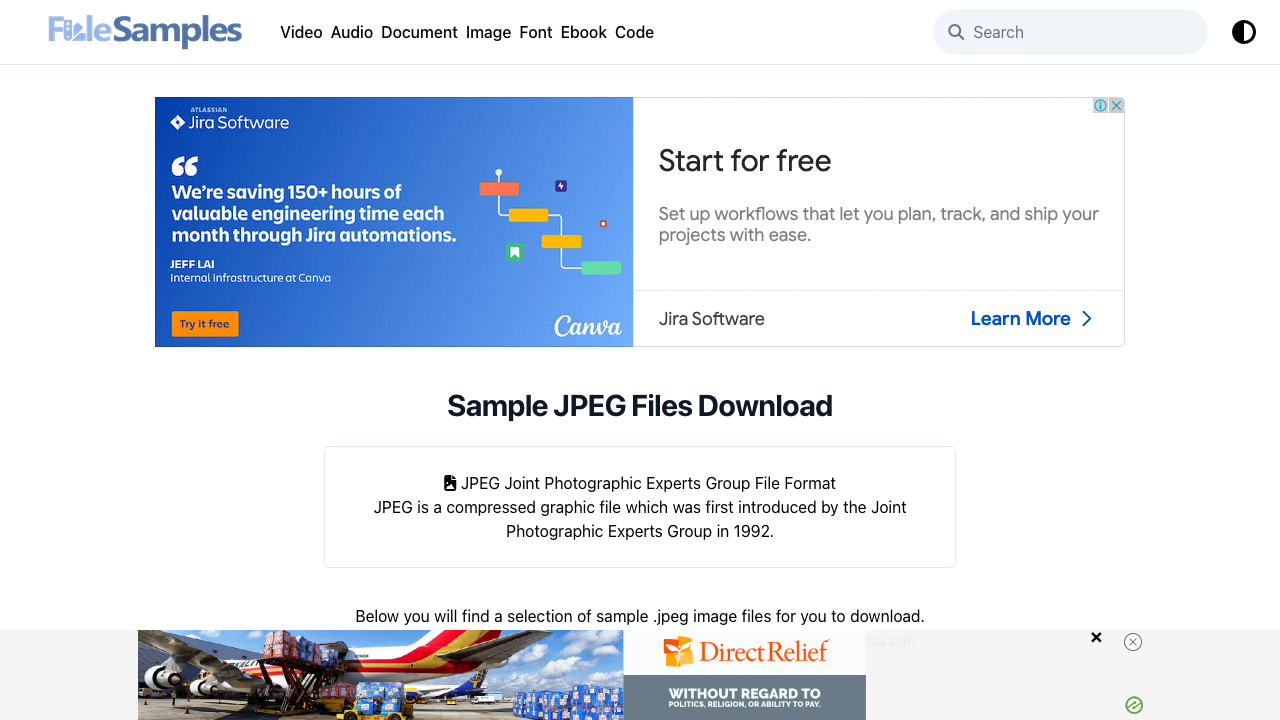 FileSamples
Video Audio Document Image Font Ebook Code
Search
ATLASSIAN
Jira Software
We're saving 150+ hours of
valuable engineering time each
month through Jira automations.
JEFF LAI
Internal Infrastructure at Canva
Try it free
Canva
Start for free
Set up workflows that let you plan, track, and ship your
projects with ease.
Jira Software
Learn More
Sample JPEG Files Download
JPEG Joint Photographic Experts Group File Format
JPEG is a compressed graphic file which was first introduced by the Joint
Photographic Experts Group in 1992.
Below you will find a selection of sample .jpeg image files for you to download.
you can
DirectRelief
WITHOUT REGARD TO
POLITICS, RELIGION, OR ABILITY TO PAY.